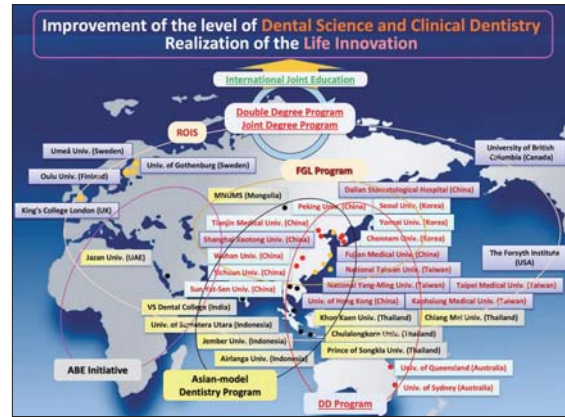 Improvement of the level of Dental Science and Clinical Dentistry
Realization of the Life Innovation
International Joint Education
Double Degree Program
Joint Degree Program
ROIS
FGL Program
Umeå Univ. (Sweden)
Univ. of Gothenburg (Sweden)
Oulu Univ. (Finland)
King's College London (UK)
University of British
Columbia (Canada)
MNUMS (Mongolia)
Dalian Stomatological Hospital (China)
Peking Univ. (China)
Seoul Univ. (Korea)
Tianjin Medical Univ. (China)
Yonsei Univ. (Korea)
Shanghai Jiaotong Univ. (China)
Chonnam Univ. (Korea)
Wuhan Univ. (China)
Fujian Medical Univ. (China)
Jazan Univ. (UAE)
The Forsyth Institute
(USA)
Sichuan Univ. (China)
National Taiwan Univ. (Taiwan)
Sun Yat-Sen Univ. (China)
National Yang-Ming Univ. (Taiwan)
Taipei Medical Univ. (Taiwan)
VS Dental College (India)
Univ. of Hong Kong (China)
Kaohsiung Medical Univ. (Taiwan)
Univ. of Sumatera Utara (Indonesia)
Khon Kaen Univ. (Thailand)
Chiang Mai Univ. (Thailand)
Jember Univ. (Indonesia)
Chulalongkorn Univ. (Thailand)
Airlanga Univ. (Indonesia)
Prince of Songkla Univ. (Thailand)
ABE Initiative
Asian-model
Dentistry Program
DD Program
Univ. of Queensland (Australia)
Univ. of Sydney (Australia)